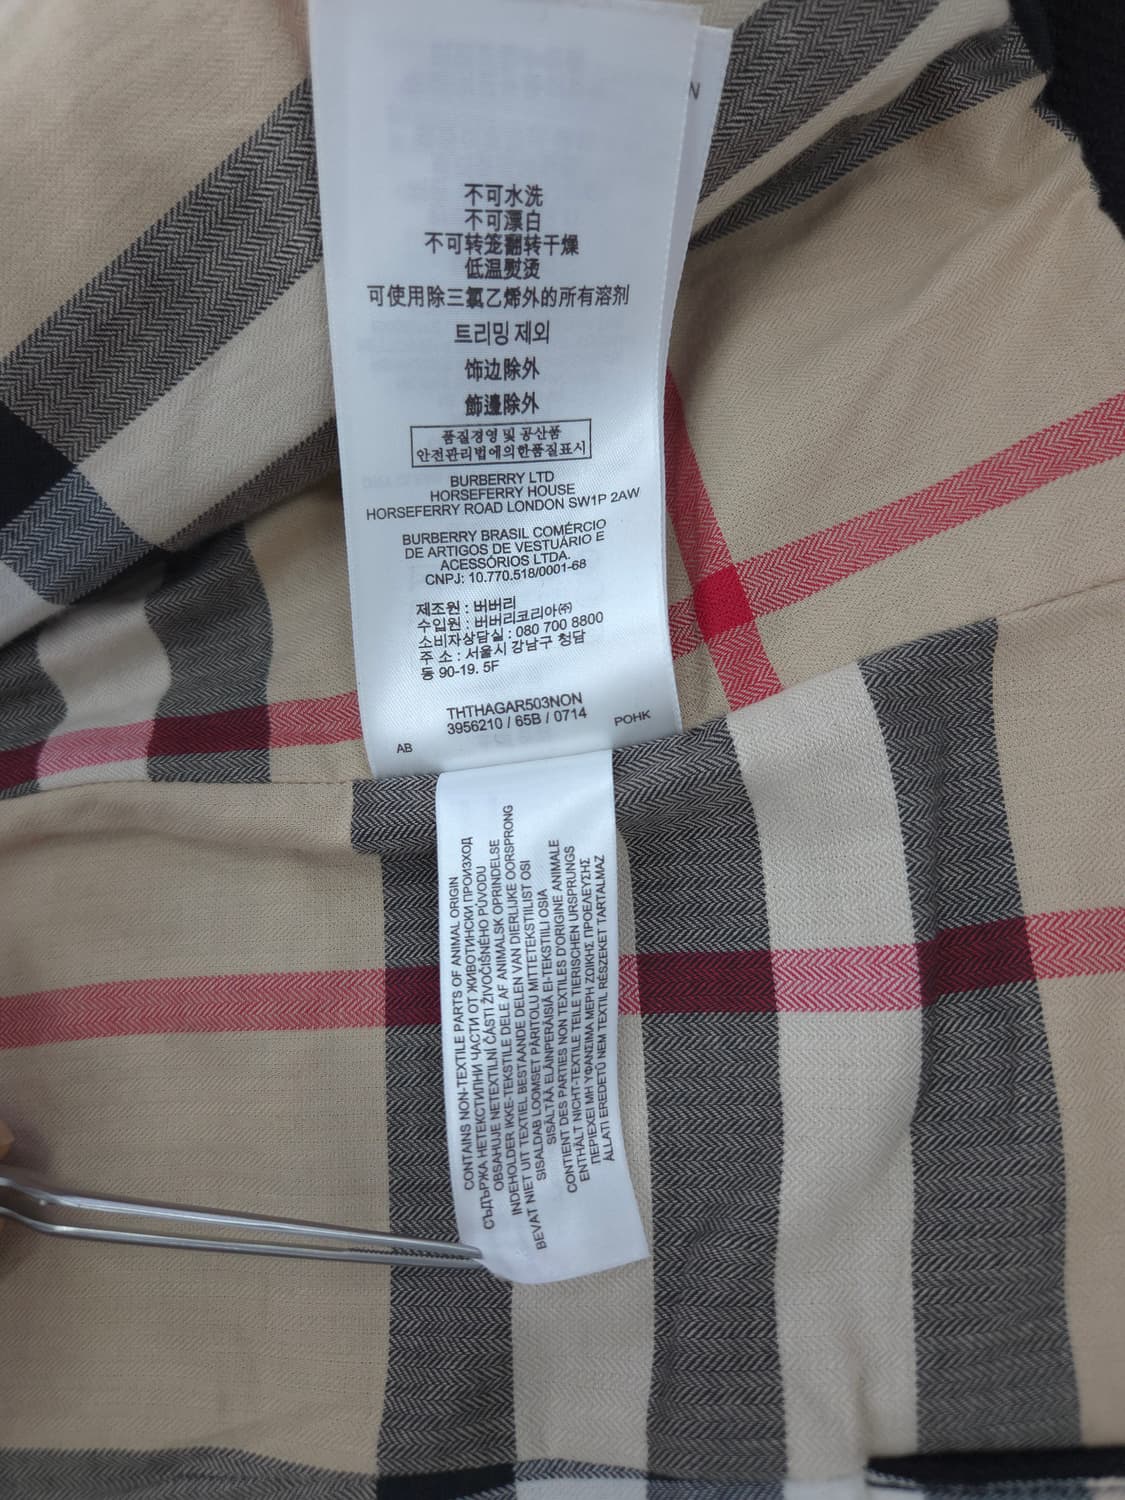 N
不可水洗
不可漂白
不可转笼翻转干燥
低温熨烫
可使用除三氯乙烯外的所有溶剂
트리밍 제외
饰边除外
飾邊除外
품질경영 및 공산품
안전관리법에의한품질표시
BURBERRY LTD
HORSEFERRY HOUSE
HORSEFERRY ROAD LONDON SW1P 2AW
BURBERRY BRASIL COMÉRCIO
DE ARTIGOS DE VESTUÁRIO E
ACESSÓRIOS LTDA.
CNPJ: 10.770.518/0001-68
제조원 : 버버리
수입원 : 버버리코리아㈜
소비자상담실 : 080 700 8800
주소 : 서울시 강남구 청담
동 90-19. 5F
THTHAGAR503NON
3956210 / 65B / 0714
AB
POHK
CONTAINS NON-TEXTILE PARTS OF ANIMAL ORIGIN
СЪДЪРЖА НЕТЕКСТИЛНИ ЧАСТИ ОТ ЖИВОТИНСКИ ПРОИЗХОД
OBSAHUJE NETEXTILNÍ ČÁSTI ŽIVOČIŠNÉHO PŮVODU
INDEHOLDER IKKE-TEKSTILE DELE AF ANIMALSK OPRINDELSE
BEVAT NIET UIT TEXTIEL BESTAANDE DELEN VAN DIERLIJKE OORSPRONG
SISALDAB LOOMSET PÄRITOLU MITTETEKSTIILIST OSI
SISÄLTÄÄ ELÄINPERÄISIÄ EI-TEKSTIILI OSIA
CONTIENT DES PARTIES NON TEXTILES D'ORIGINE ANIMALE
ENTHÄLT NICHT-TEXTILE TEILE TIERISCHEN URSPRUNGS
ΠΕΡΙΕΧΕΙ ΜΗ ΥΦΑΝΣΙΜΑ ΜΕΡΗ ΖΩΙΚΗΣ ΠΡΟΕΛΕΥΣΗΣ
ÁLLATI EREDETŰ NEM TEXTIL RÉSZEKET TARTALMAZ